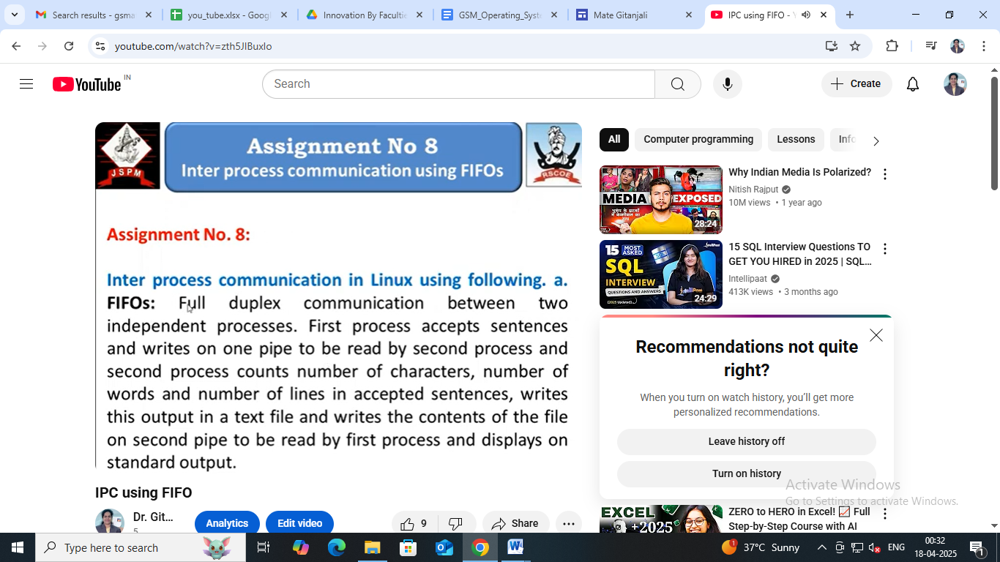 Search results - gsma
you_tube.xlsx - Goog
Innovation By Faculti
GSM_Operating_Syst
Mate Gitanjali
IPC using FIFO -
youtube.com/watch?v=zth5JlBuxlo
YouTube IN
Search
Create
JSPM
Assignment No 8
Inter process communication using FIFOs
RSCOE
Assignment No. 8:
Inter process communication in Linux using following. a.
FIFOs: Full duplex communication between two
independent processes. First process accepts sentences
and writes on one pipe to be read by second process and
second process counts number of characters, number of
words and number of lines in accepted sentences, writes
this output in a text file and writes the contents of the file
on second pipe to be read by first process and displays on
standard output.
IPC using FIFO
Dr. Git...
5
Analytics
Edit video
9
Share
All
Computer programming
Lessons
Info
MEDIA EXPOSED
28:24
Why Indian Media Is Polarized?
Nitish Rajput
10M views • 1 year ago
15 MOST ASKED
SQL
INTERVIEW
QUESTIONS AND ANSWERS
24:29
15 SQL Interview Questions TO
GET YOU HIRED in 2025 | SQL...
Intellipaat
413K views • 3 months ago
Recommendations not quite
right?
When you turn on watch history, you'll get more
personalized recommendations.
Leave history off
Turn on history
Activate Windows
Go to Settings to activate Windows.
EXCEL
2025
ZERO to HERO in Excel! 📈 Full
Step-by-Step Course with AI
Type here to search
1
37°C Sunny
ENG
00:32
18-04-2025
1